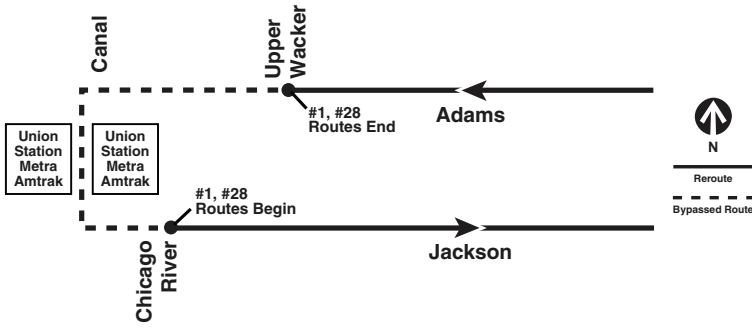 Canal
Upper
Wacker
#1, #28
Routes End
Adams
Union
Station
Metra
Amtrak
Union
Station
Metra
Amtrak
N
Reroute
Bypassed Route
#1, #28
Routes Begin
Chicago
River
Jackson